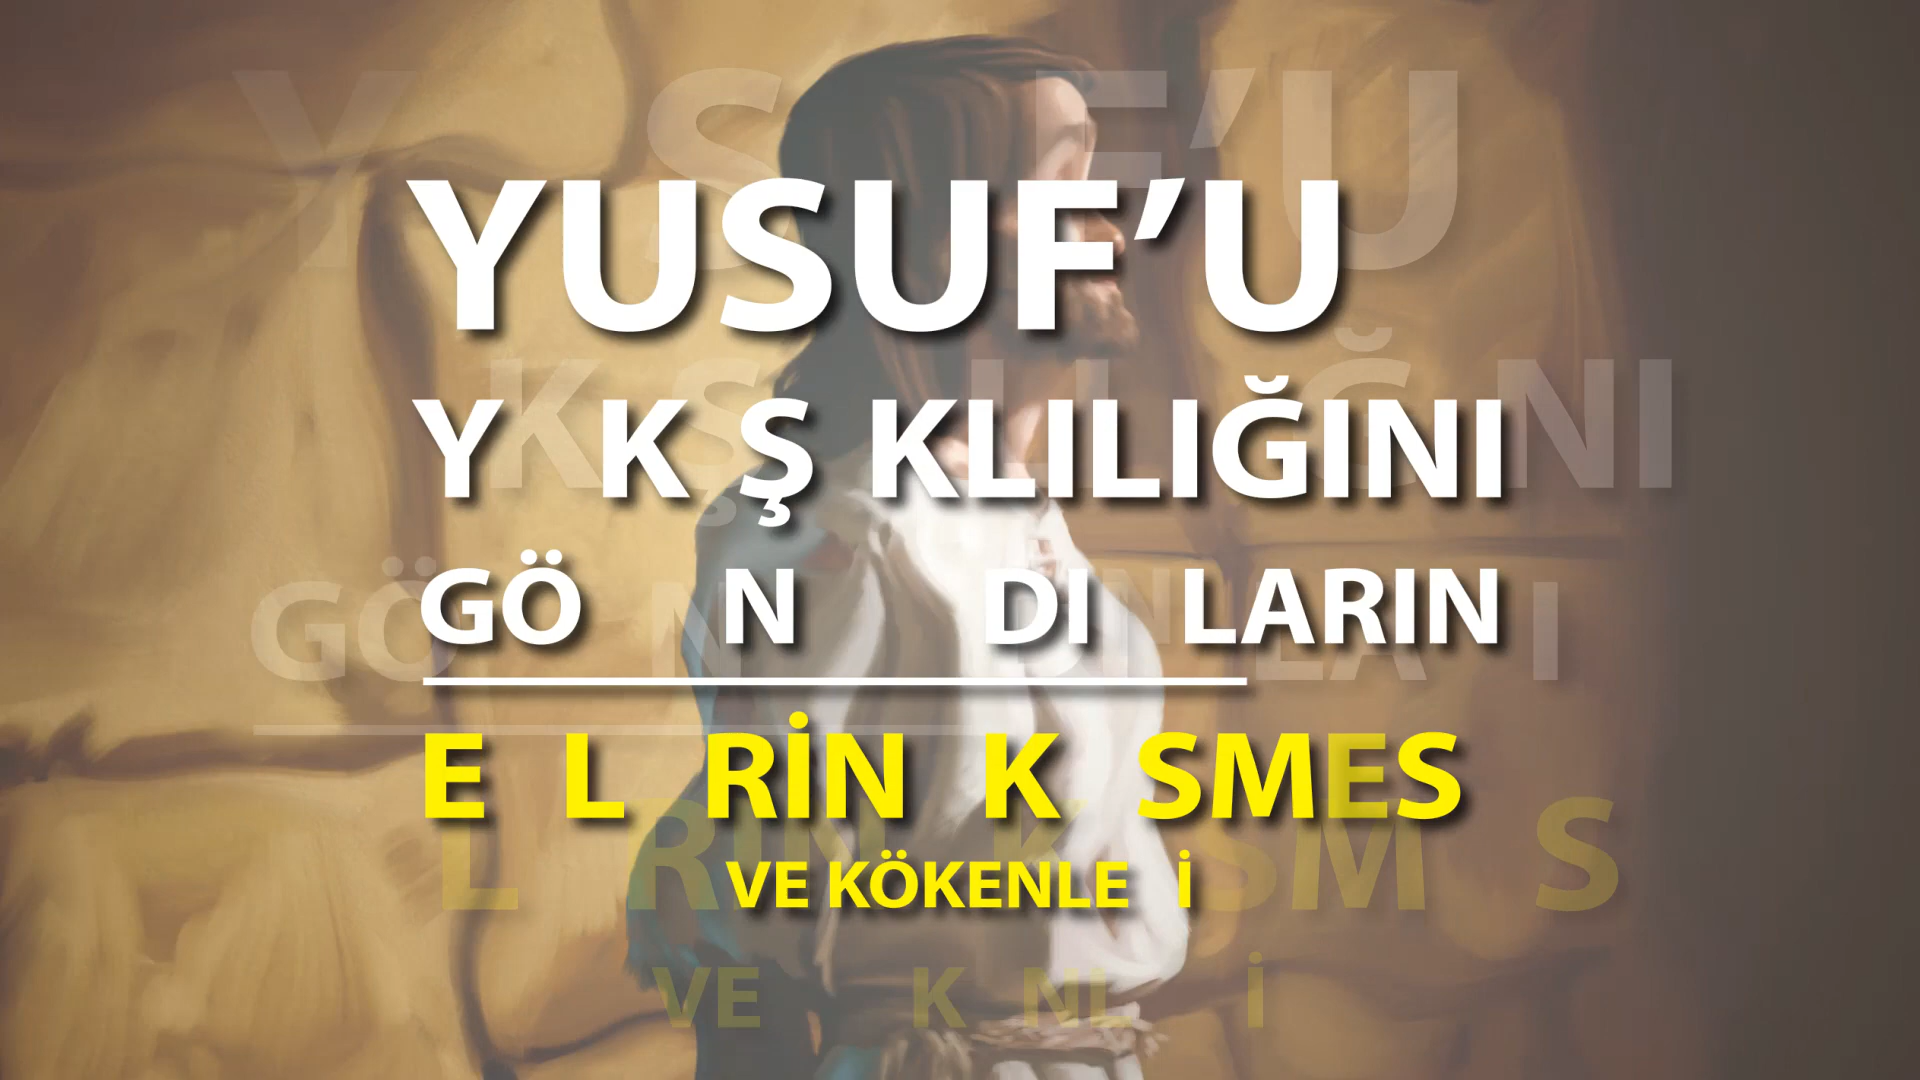 YUSUF'U
Y K Ş KLILIĞINI
GÖ N DI LARIN
E L RİN K SMES
VE KÖKENLE İ